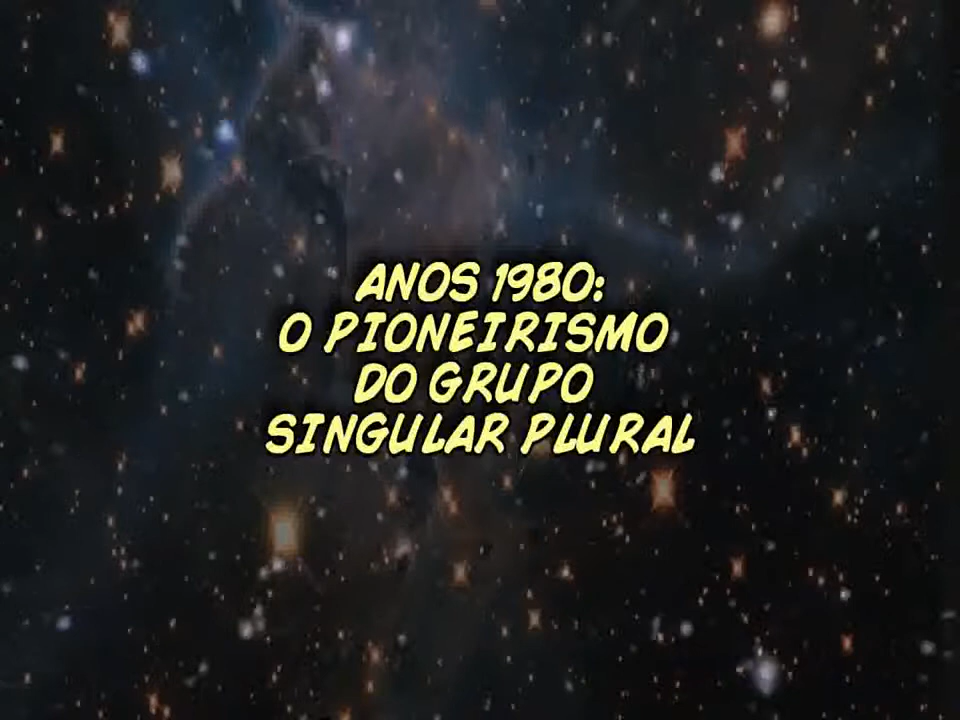 ANOS 1980:
O PIONEIRISMO
DO GRUPO
SINGULAR PLURAL